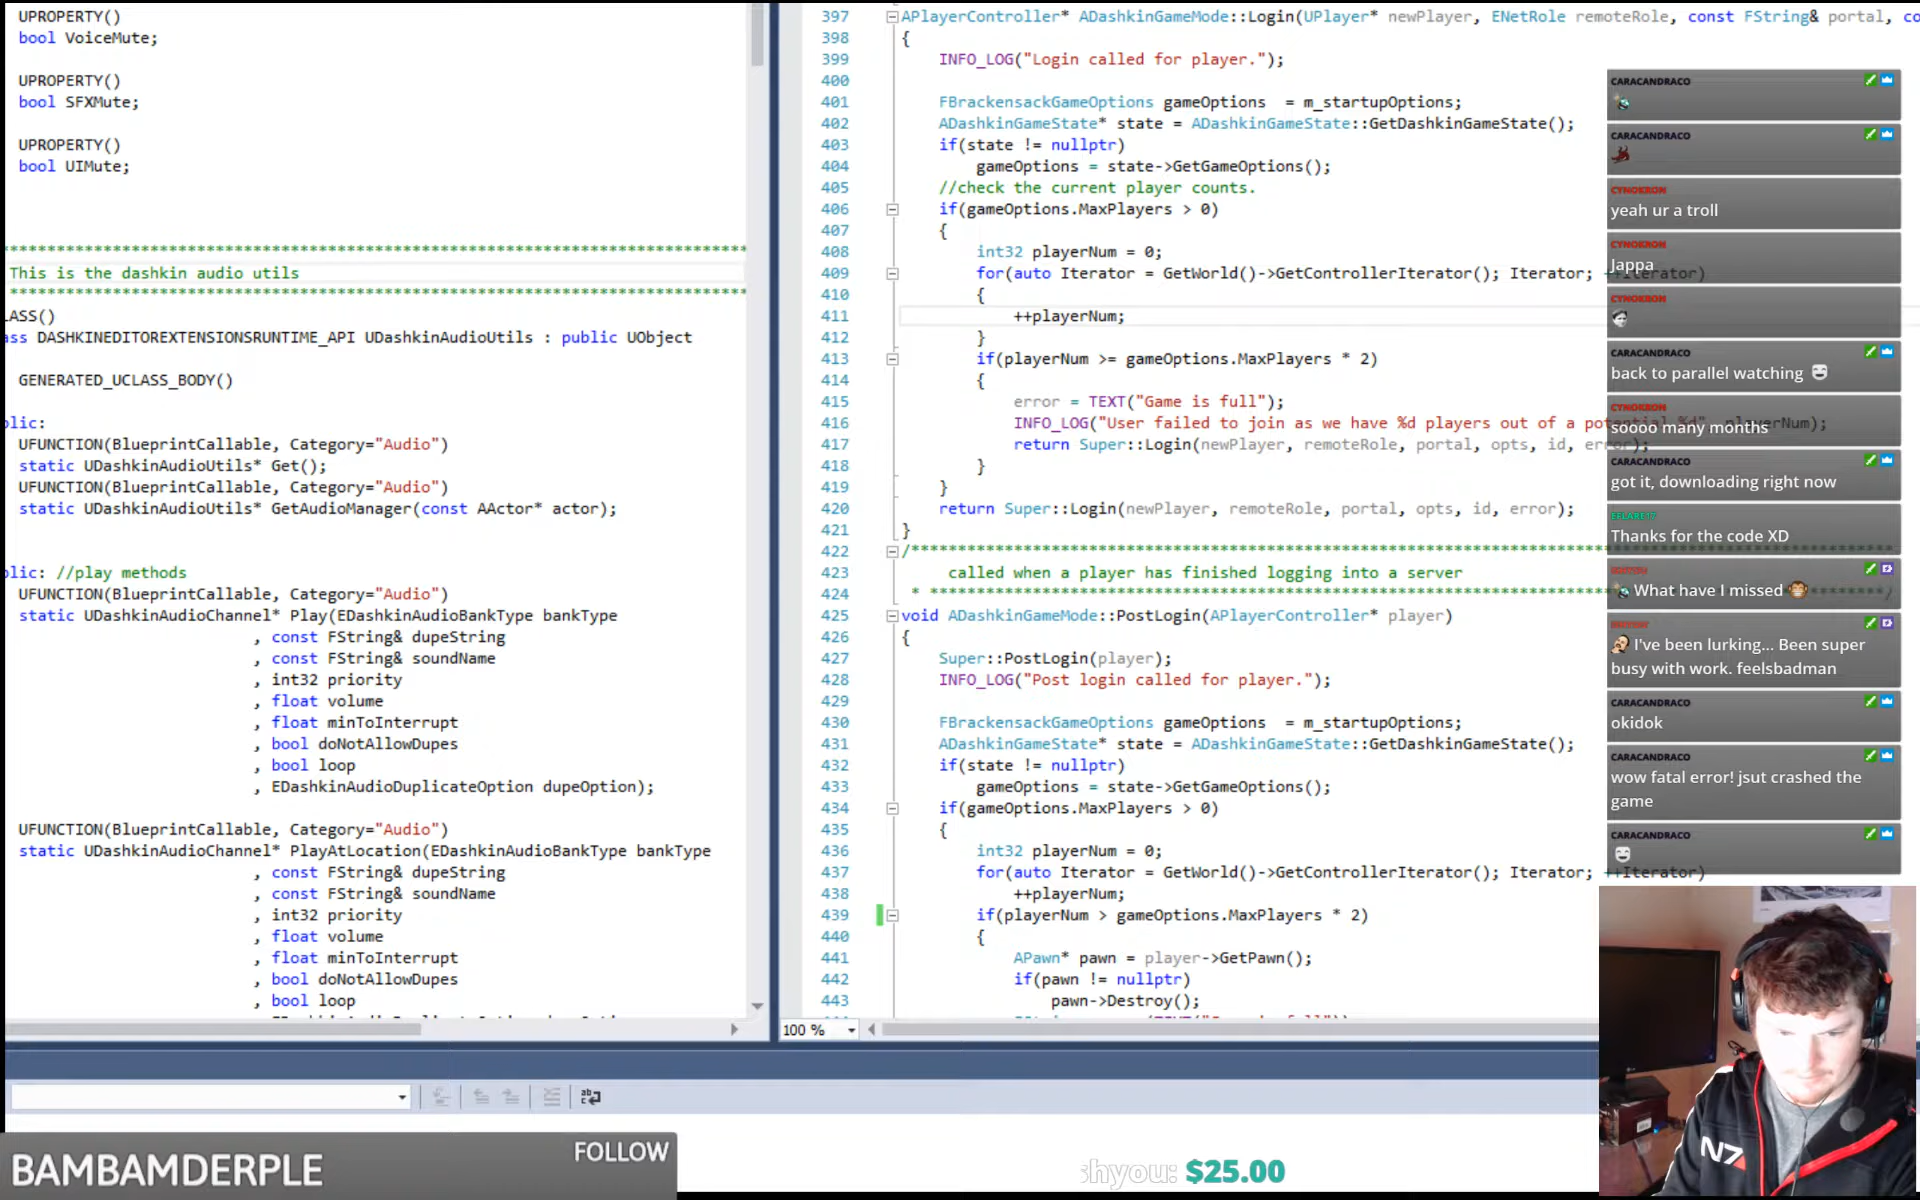 UPROPERTY()
bool VoiceMute;
UPROPERTY()
bool SFXMute;
UPROPERTY()
bool UIMute;
************************************************************************
This is the dashkin audio utils
************************************************************************
LASS()
ass DASHKINEDITOREXTENSIONSRUNTIME_API UDashkinAudioUtils : public UObject
GENERATED_UCLASS_BODY()
blic:
UFUNCTION(BlueprintCallable, Category="Audio")
static UDashkinAudioUtils* Get();
UFUNCTION(BlueprintCallable, Category="Audio")
static UDashkinAudioUtils* GetAudioManager(const AActor* actor);
blic: //play methods
UFUNCTION(BlueprintCallable, Category="Audio")
static UDashkinAudioChannel* Play(EDashkinAudioBankType bankType
, const FString& dupeString
, const FString& soundName
, int32 priority
, float volume
, float minToInterrupt
, bool doNotAllowDupes
, bool loop
, EDashkinAudioDuplicateOption dupeOption);
UFUNCTION(BlueprintCallable, Category="Audio")
static UDashkinAudioChannel* PlayAtLocation(EDashkinAudioBankType bankType
, const FString& dupeString
, const FString& soundName
, int32 priority
, float volume
, float minToInterrupt
, bool doNotAllowDupes
, bool loop
397 APlayerController* ADashkinGameMode::Login(UPlayer* newPlayer, ENetRole remoteRole, const FString& portal, co
398 {
399 INFO_LOG("Login called for player.");
400
401 FBrackensackGameOptions gameOptions = m_startupOptions;
402 ADashkinGameState* state = ADashkinGameState::GetDashkinGameState();
403 if(state != nullptr)
404 gameOptions = state->GetGameOptions();
405 //check the current player counts.
406 if(gameOptions.MaxPlayers > 0)
407 {
408 int32 playerNum = 0;
409 for(auto Iterator = GetWorld()->GetControllerIterator(); Iterator; ++Iterator)
410 {
411 ++playerNum;
412 }
413 if(playerNum >= gameOptions.MaxPlayers * 2)
414 {
415 error = TEXT("Game is full");
416 INFO_LOG("User failed to join as we have %d players out of a potential %d", playerNum);
417 return Super::Login(newPlayer, remoteRole, portal, opts, id, error);
418 }
419 }
420 return Super::Login(newPlayer, remoteRole, portal, opts, id, error);
421 }
422 /************************************************************************
423 called when a player has finished logging into a server
424 * ***********************************************************************/
425 void ADashkinGameMode::PostLogin(APlayerController* player)
426 {
427 Super::PostLogin(player);
428 INFO_LOG("Post login called for player.");
429
430 FBrackensackGameOptions gameOptions = m_startupOptions;
431 ADashkinGameState* state = ADashkinGameState::GetDashkinGameState();
432 if(state != nullptr)
433 gameOptions = state->GetGameOptions();
434 if(gameOptions.MaxPlayers > 0)
435 {
436 int32 playerNum = 0;
437 for(auto Iterator = GetWorld()->GetControllerIterator(); Iterator; ++Iterator)
438 ++playerNum;
439 if(playerNum > gameOptions.MaxPlayers * 2)
440 {
441 APawn* pawn = player->GetPawn();
442 if(pawn != nullptr)
443 pawn->Destroy();
100 %
CARACANDRACO
CARACANDRACO
CYNOKRON
yeah ur a troll
CYNOKRON
Jappa
CYNOKRON
CARACANDRACO
back to parallel watching
CYNOKRON
soooo many months
CARACANDRACO
got it, downloading right now
EFLARE17
Thanks for the code XD
What have I missed
I've been lurking... Been super
busy with work. feelsbadman
CARACANDRACO
okidok
CARACANDRACO
wow fatal error! jsut crashed the
game
CARACANDRACO
N7
BAMBAMDERPLE
FOLLOW
shyou: $25.00